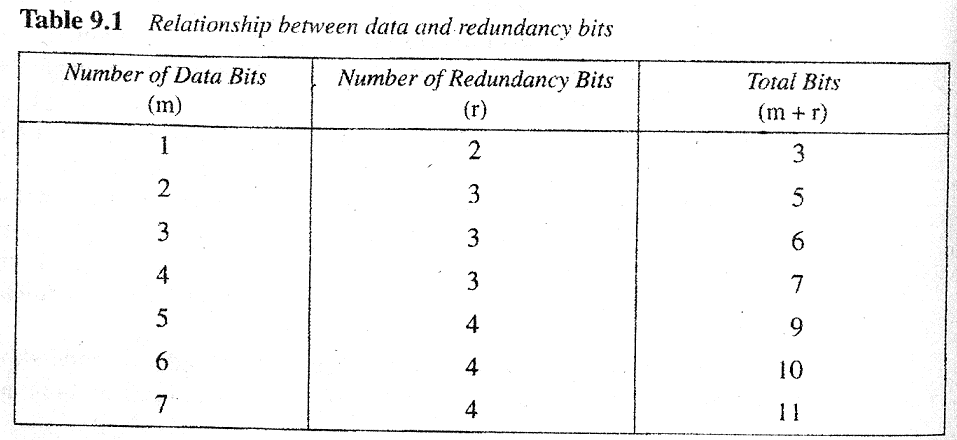 Table 9.1 Relationship between data and redundancy bits
Number of Data Bits Number of Redundancy Bits Total Bits
(m) (r) (m + r)
1 2 3
2 3 5
3 3 6
4 3 7
5 4 9
6 4 10
7 4 11